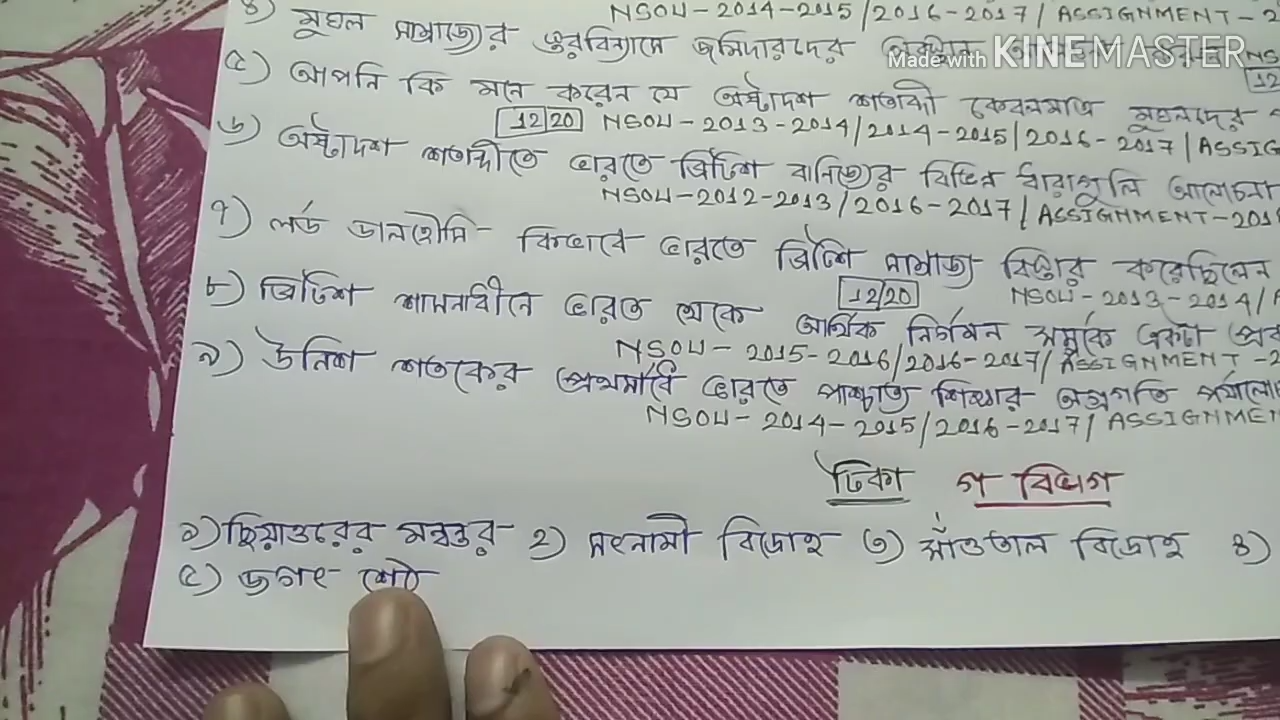 NSOU-2014-2015/2016-2017/ASSIGNMENT-2
৪) মুঘল সাম্রাজ্যের স্তরবিন্যাসে জমিদারদের
Made with KINEMASTER
৫) আপনি কি মনে করেন যে অষ্টাদশ শতাব্দী কেবলমাত্র মুঘলদের
12 20 NSOU-2013-2014/2014-2015/2016-2017/ASSIG
৬) অষ্টাদশ শতাব্দীতে ভারতে ব্রিটিশ বানিজ্যের বিভিন্ন ধারাগুলি আলোচনা
NSOU-2012-2013/2016-2017/ASSIGNMENT-201
৭) লর্ড ডালহৌসি কিভাবে ভারতে ব্রিটিশ সাম্রাজ্য বিস্তার করেছিলেন
12 20 NSOU-2013-2014/
৮) ব্রিটিশ শাসনাধীনে ভারত থেকে আর্থিক নির্গমন সম্পর্কে একটা প্রব
NSOU-2015-2016/2016-2017/ASSIGNMENT-2
৯) উনিশ শতকের প্রথমার্ধে ভারতে পাশ্চাত্য শিক্ষার অগ্রগতি পর্যালো
NSOU-2014-2015/2016-2017/ASSIGNMEN
টিকা গ বিভাগ
১) ছিয়াত্তরের মন্বন্তর ২) সৎনামী বিদ্রোহ ৩) সাঁওতাল বিদ্রোহ ৪)
৫) জগৎ শেঠ